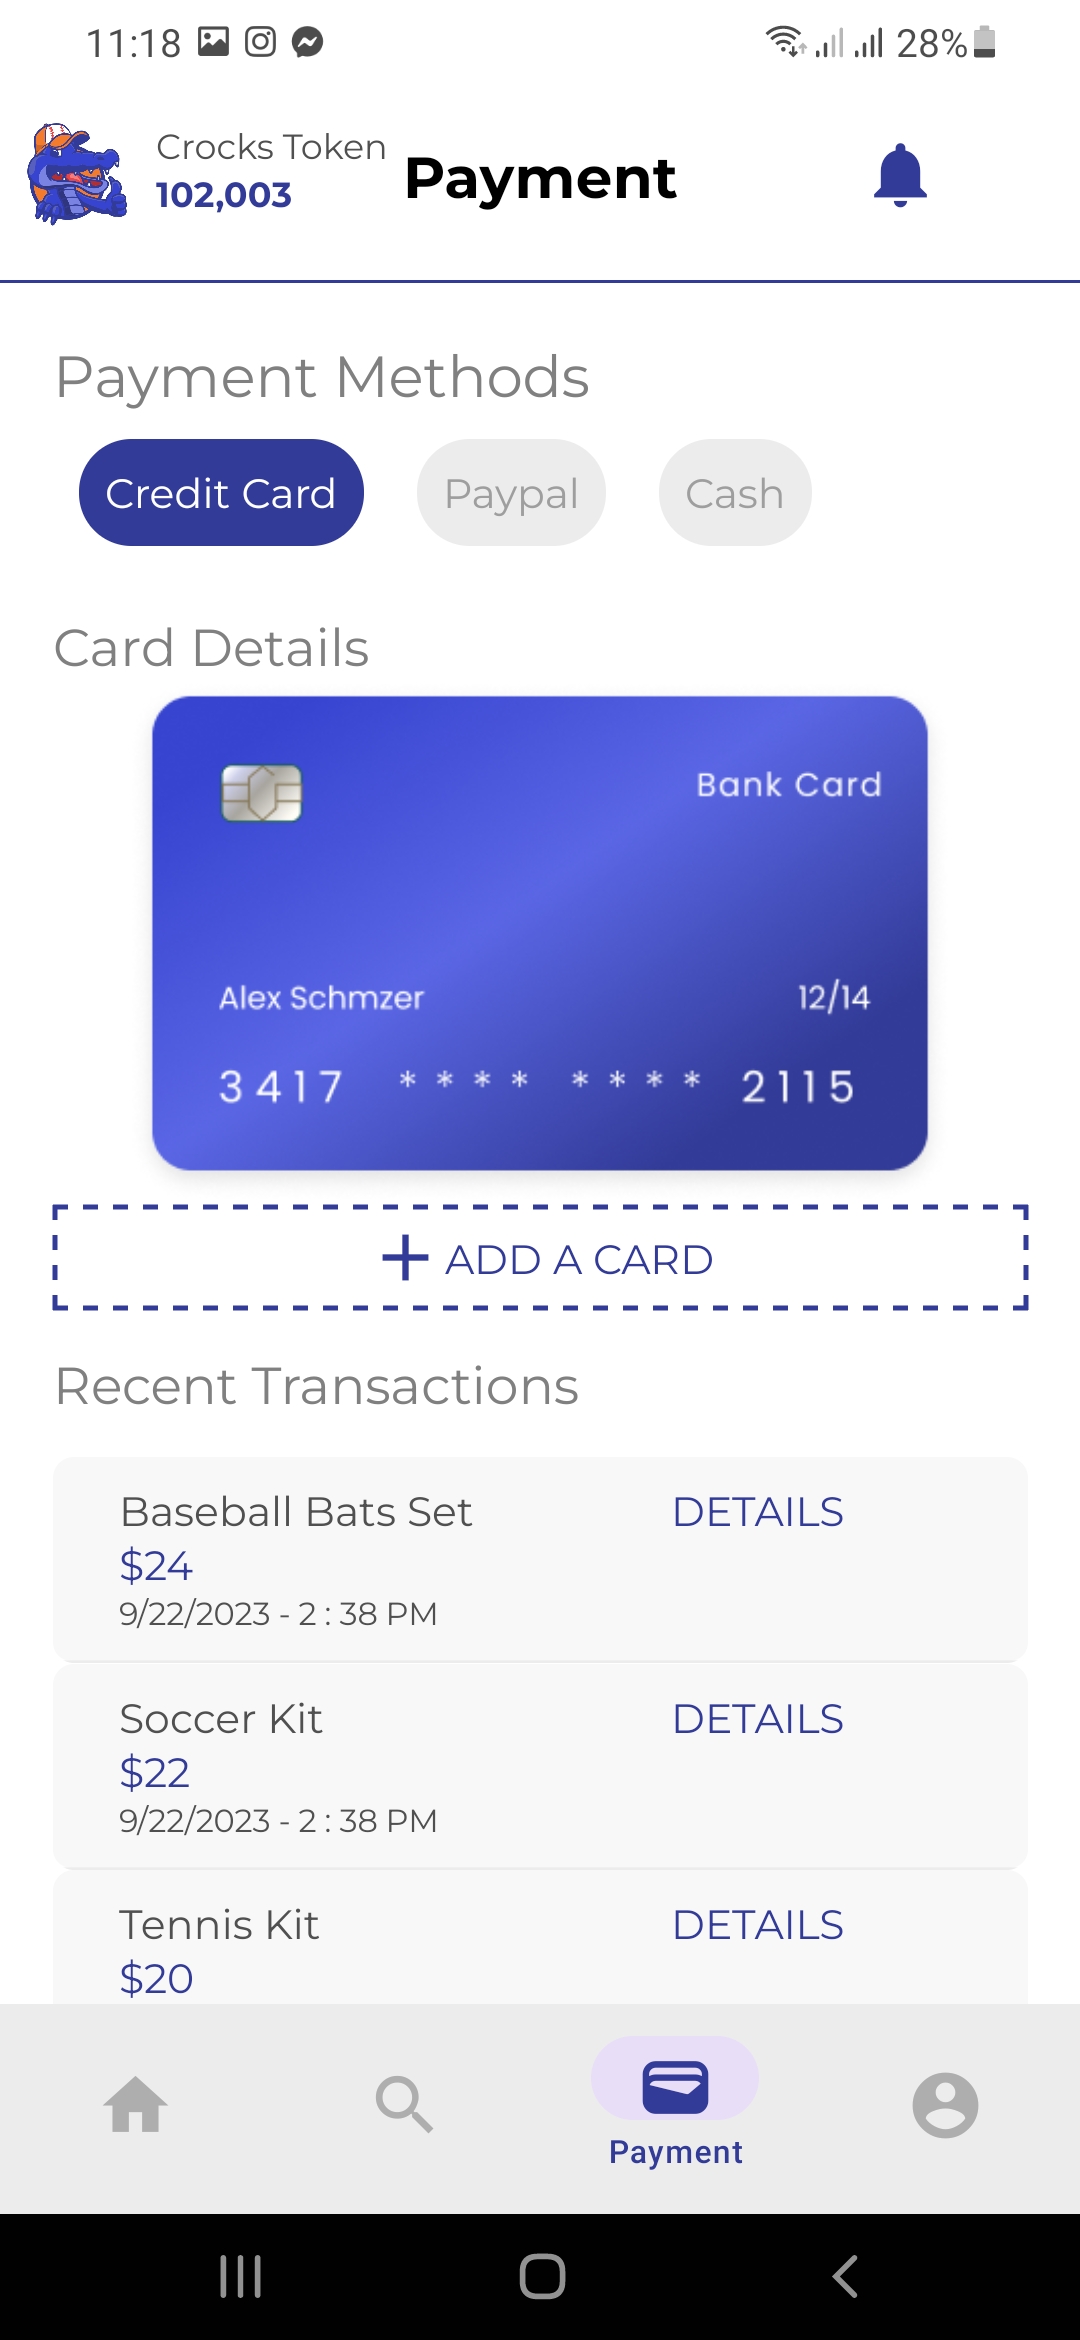 11:18
28%
Crocks Token
102,003
Payment
Payment Methods
Credit Card
Paypal
Cash
Card Details
Bank Card
Alex Schmzer
12/14
3417 **** **** 2115
ADD A CARD
Recent Transactions
Baseball Bats Set
DETAILS
$24
9/22/2023 - 2 : 38 PM
Soccer Kit
DETAILS
$22
9/22/2023 - 2 : 38 PM
Tennis Kit
DETAILS
$20
Payment